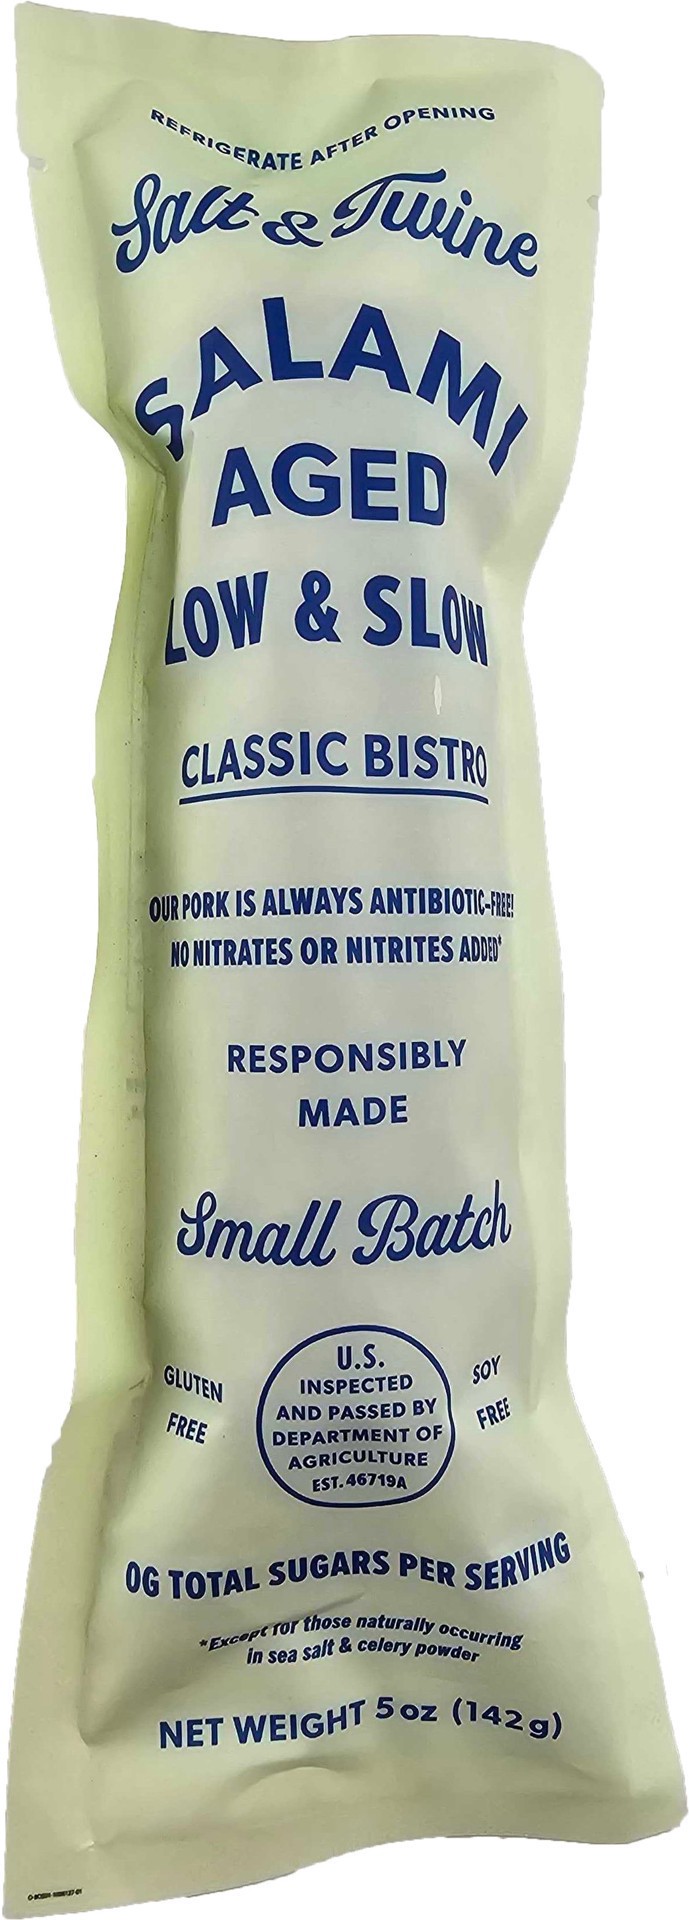 REFRIGERATE AFTER OPENING
Salt & Twine
SALAMI
AGED
LOW & SLOW
CLASSIC BISTRO
OUR PORK IS ALWAYS ANTIBIOTIC-FREE!
NO NITRATES OR NITRITES ADDED*
RESPONSIBLY
MADE
Small Batch
GLUTEN
FREE
U.S.
INSPECTED
AND PASSED BY
DEPARTMENT OF
AGRICULTURE
EST. 46719A
SOY
FREE
0G TOTAL SUGARS PER SERVING
*Except for those naturally occurring
in sea salt & celery powder
NET WEIGHT 5 oz (142g)